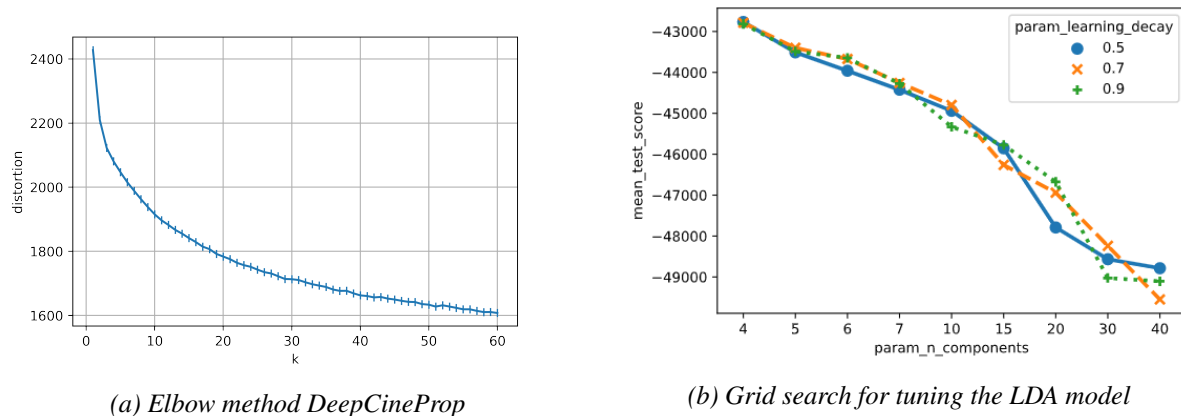 2400
2200
2000
1800
1600
distortion
0 10 20 30 40 50 60
k
(a) Elbow method DeepCineProp
−43000
−44000
−45000
−46000
−47000
−48000
−49000
mean_test_score
param_learning_decay
0.5
0.7
0.9
4 5 6 7 10 15 20 30 40
param_n_components
(b) Grid search for tuning the LDA model